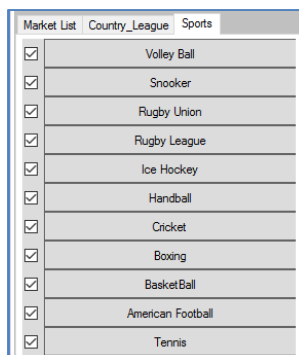 Market List Country_League Sports
Volley Ball
Snooker
Rugby Union
Rugby League
Ice Hockey
Handball
Cricket
Boxing
BasketBall
American Football
Tennis